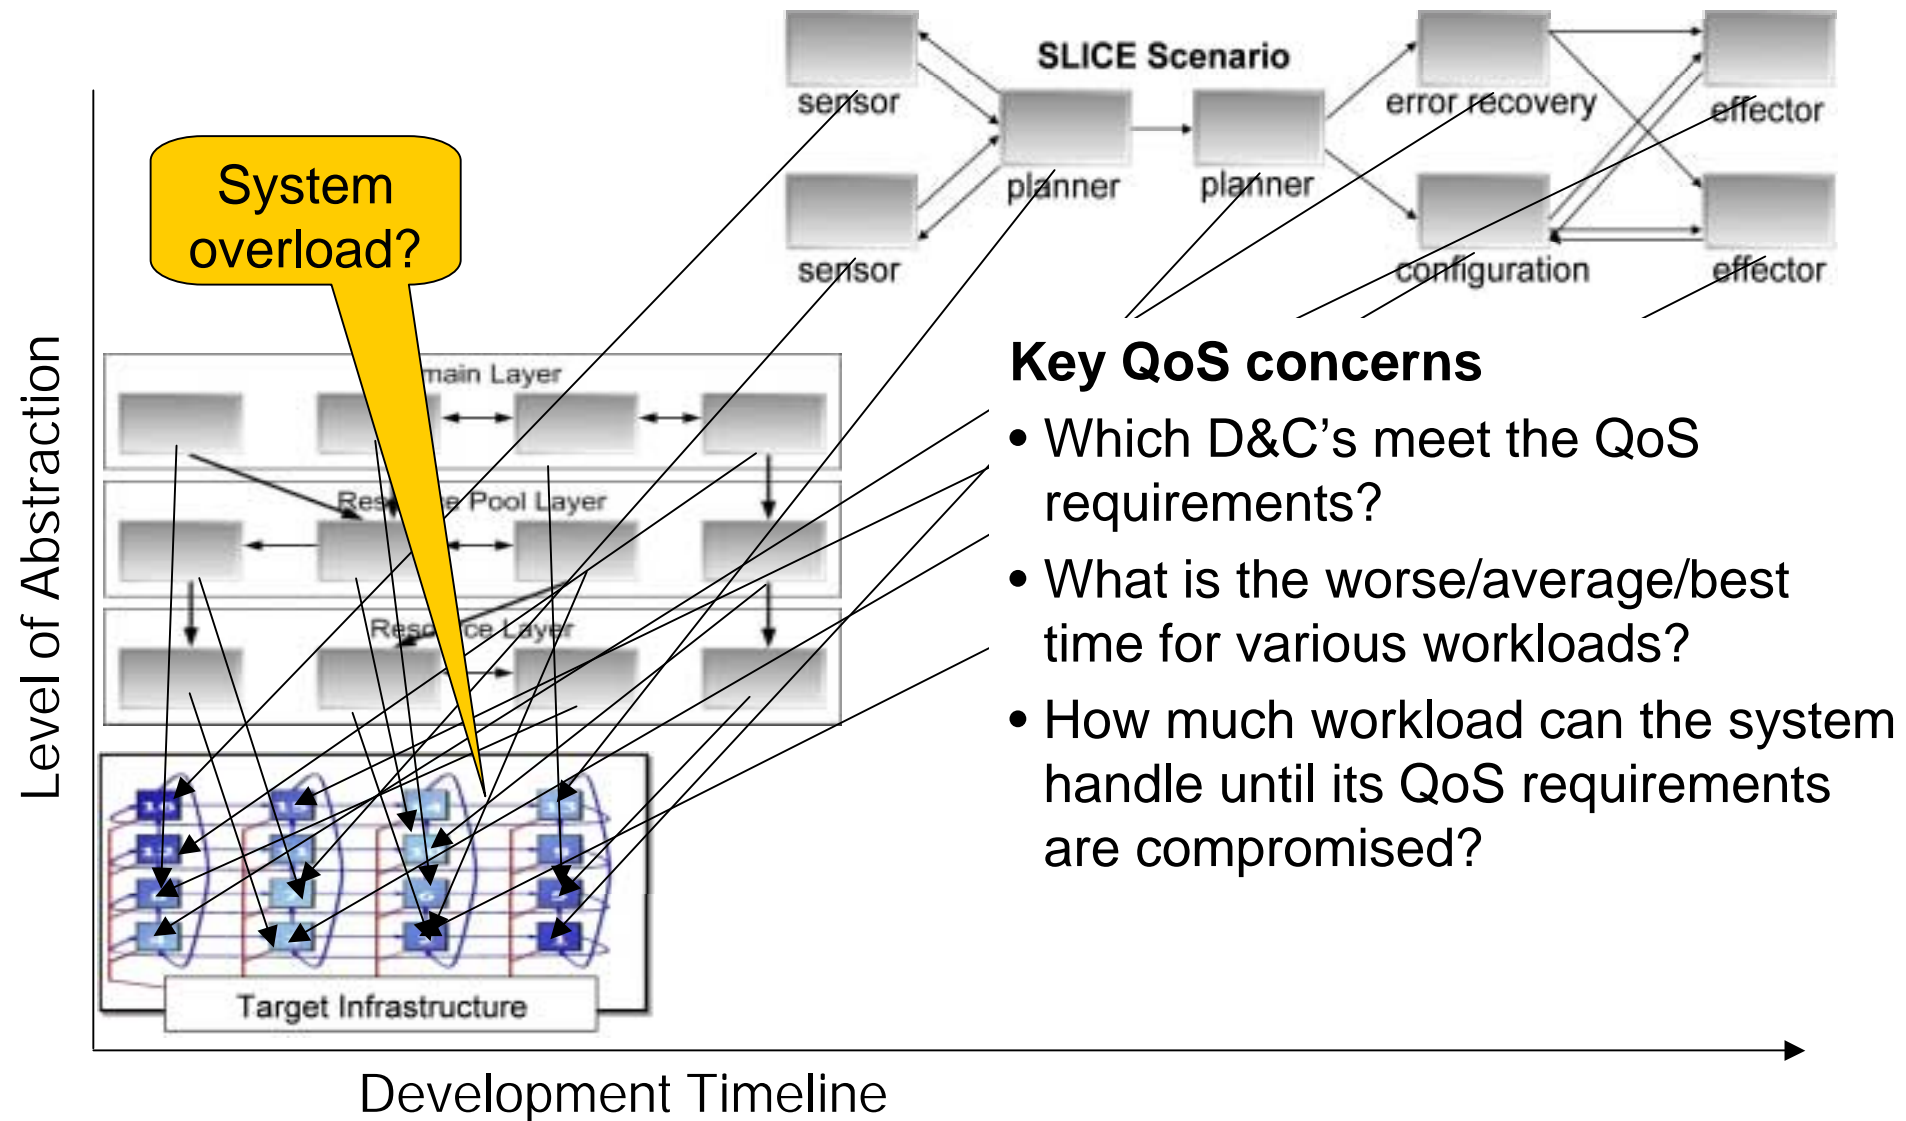 SLICE Scenario
sensor
planner
planner
error recovery
effector
sensor
configuration
effector
System
overload?
Level of Abstraction
main Layer
Pool Layer
Layer
Target Infrastructure
Key QoS concerns
• Which D&C’s meet the QoS
requirements?
• What is the worse/average/best
time for various workloads?
• How much workload can the system
handle until its QoS requirements
are compromised?
Development Timeline